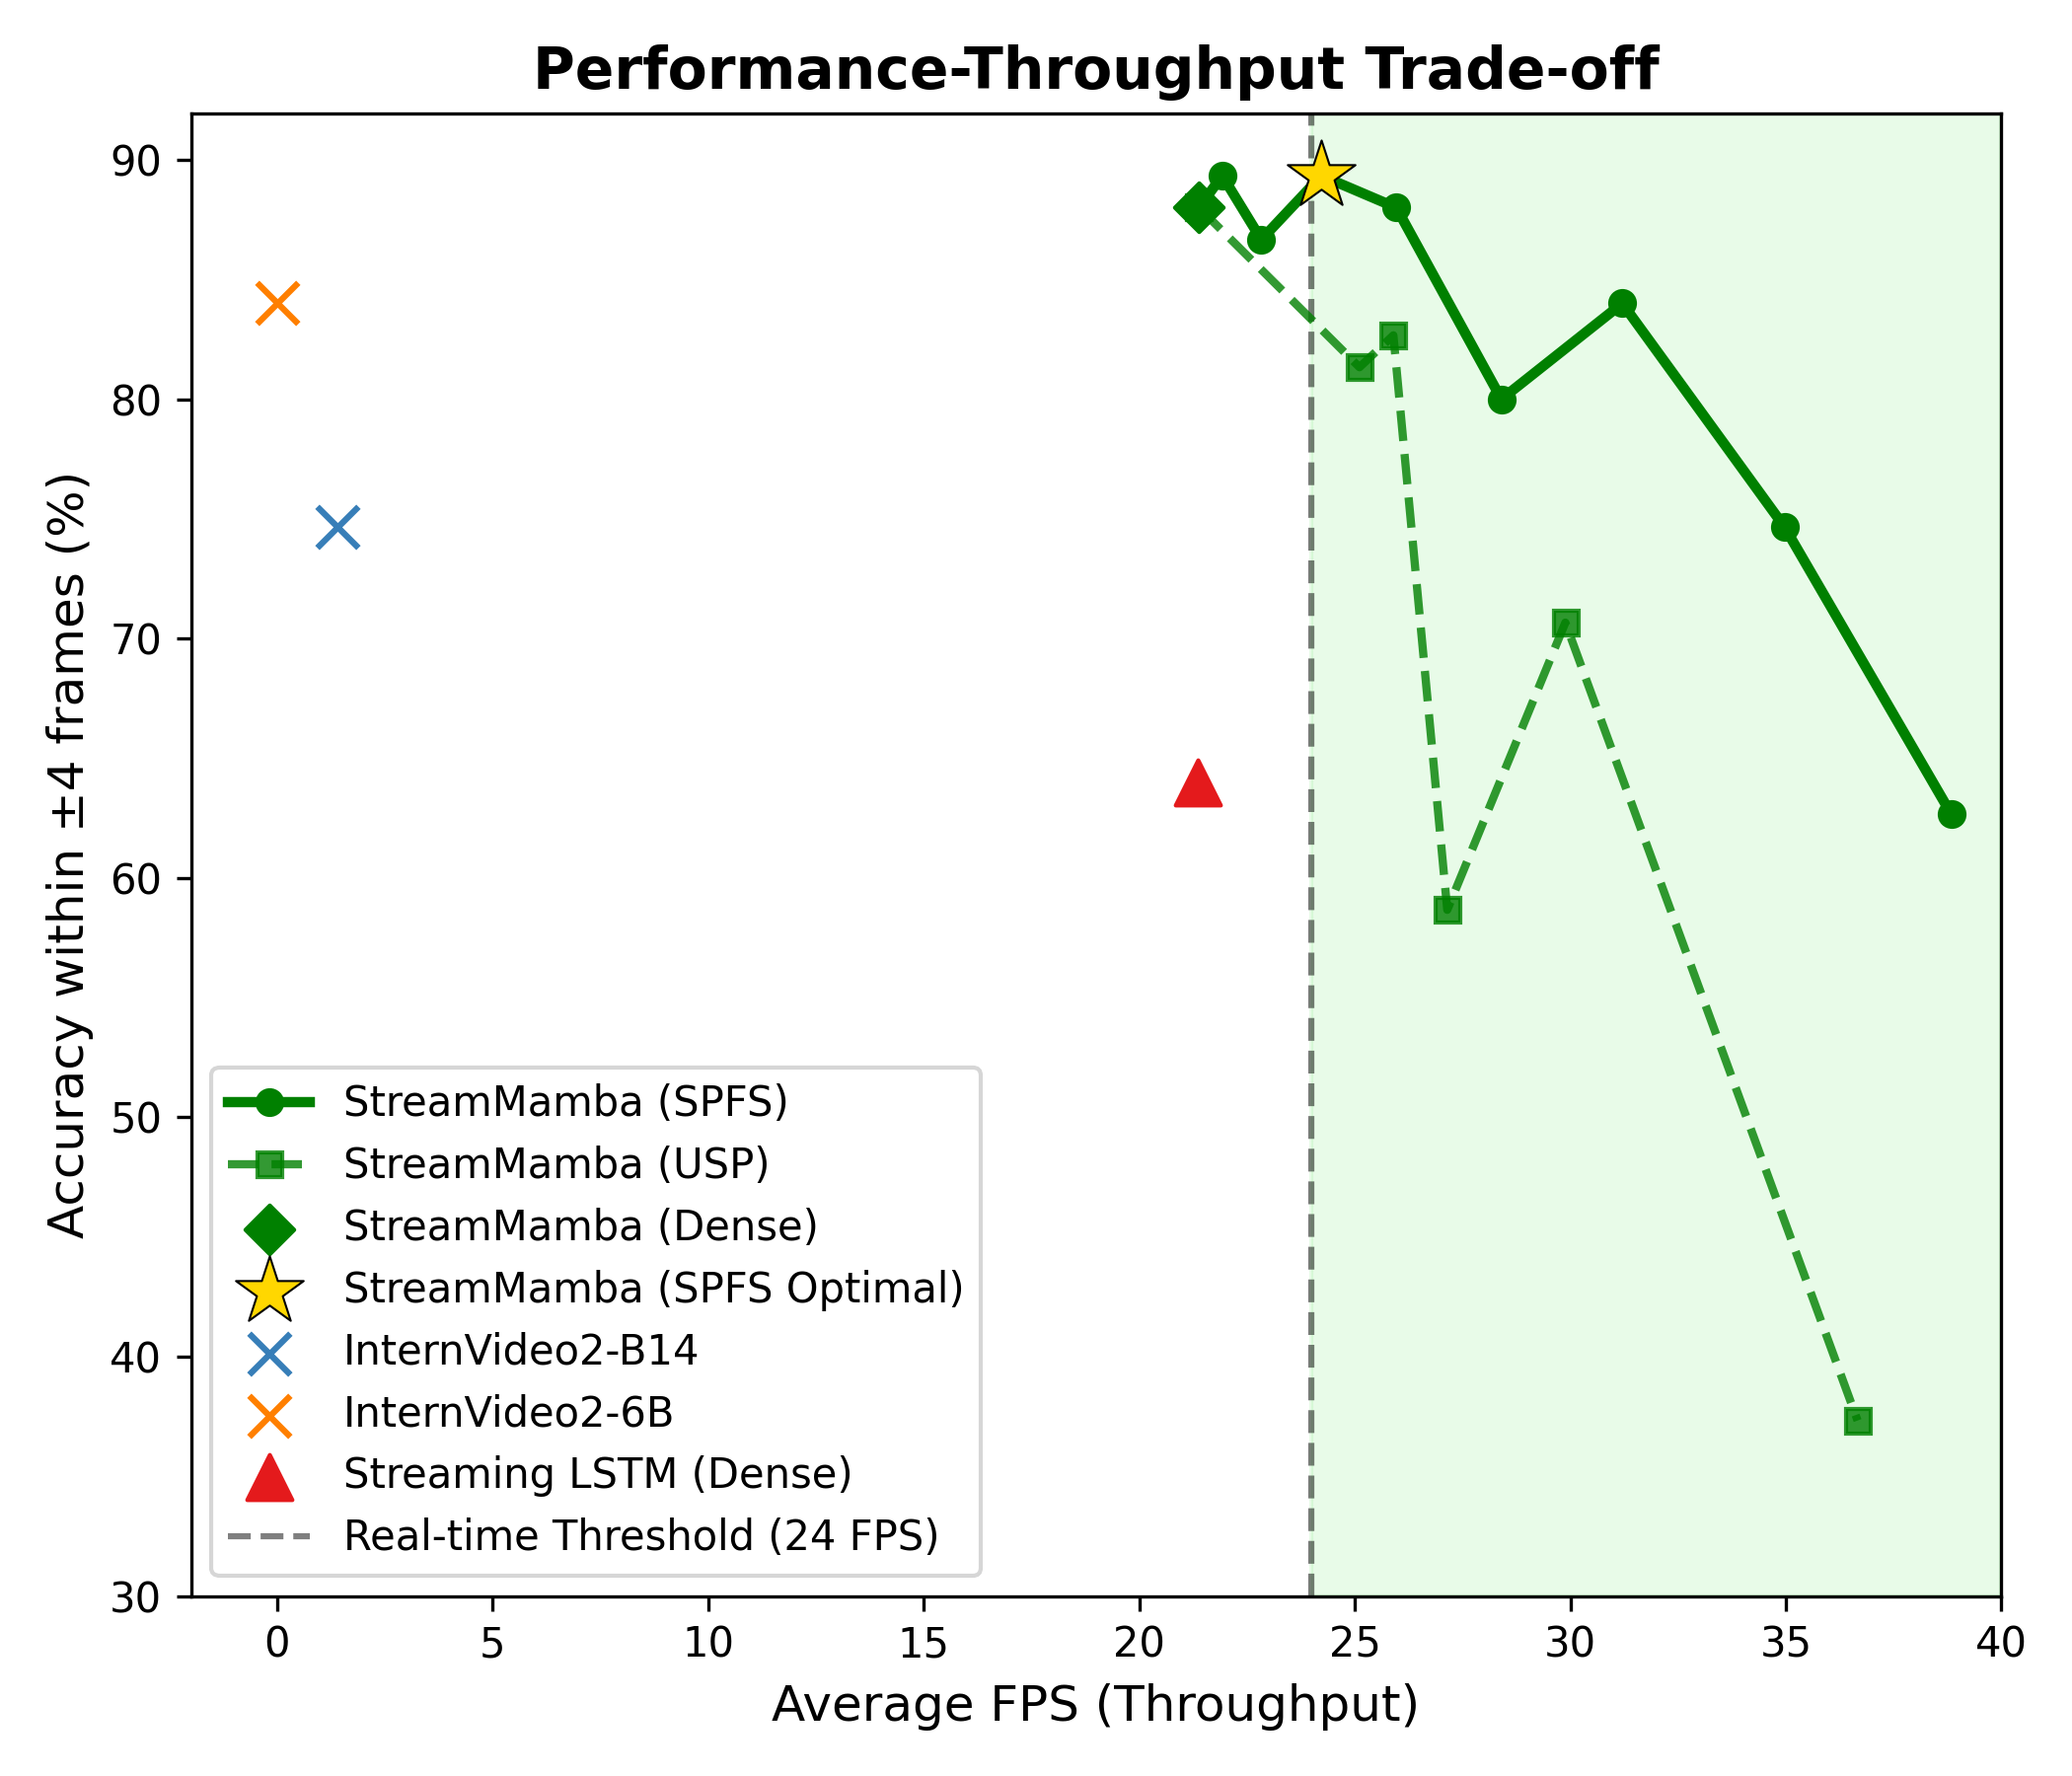 Performance-Throughput Trade-off
Accuracy within ±4 frames (%)
90
80
70
60
50
40
30
StreamMamba (SPFS)
StreamMamba (USP)
StreamMamba (Dense)
StreamMamba (SPFS Optimal)
InternVideo2-B14
InternVideo2-6B
Streaming LSTM (Dense)
Real-time Threshold (24 FPS)
0 5 10 15 20 25 30 35 40
Average FPS (Throughput)